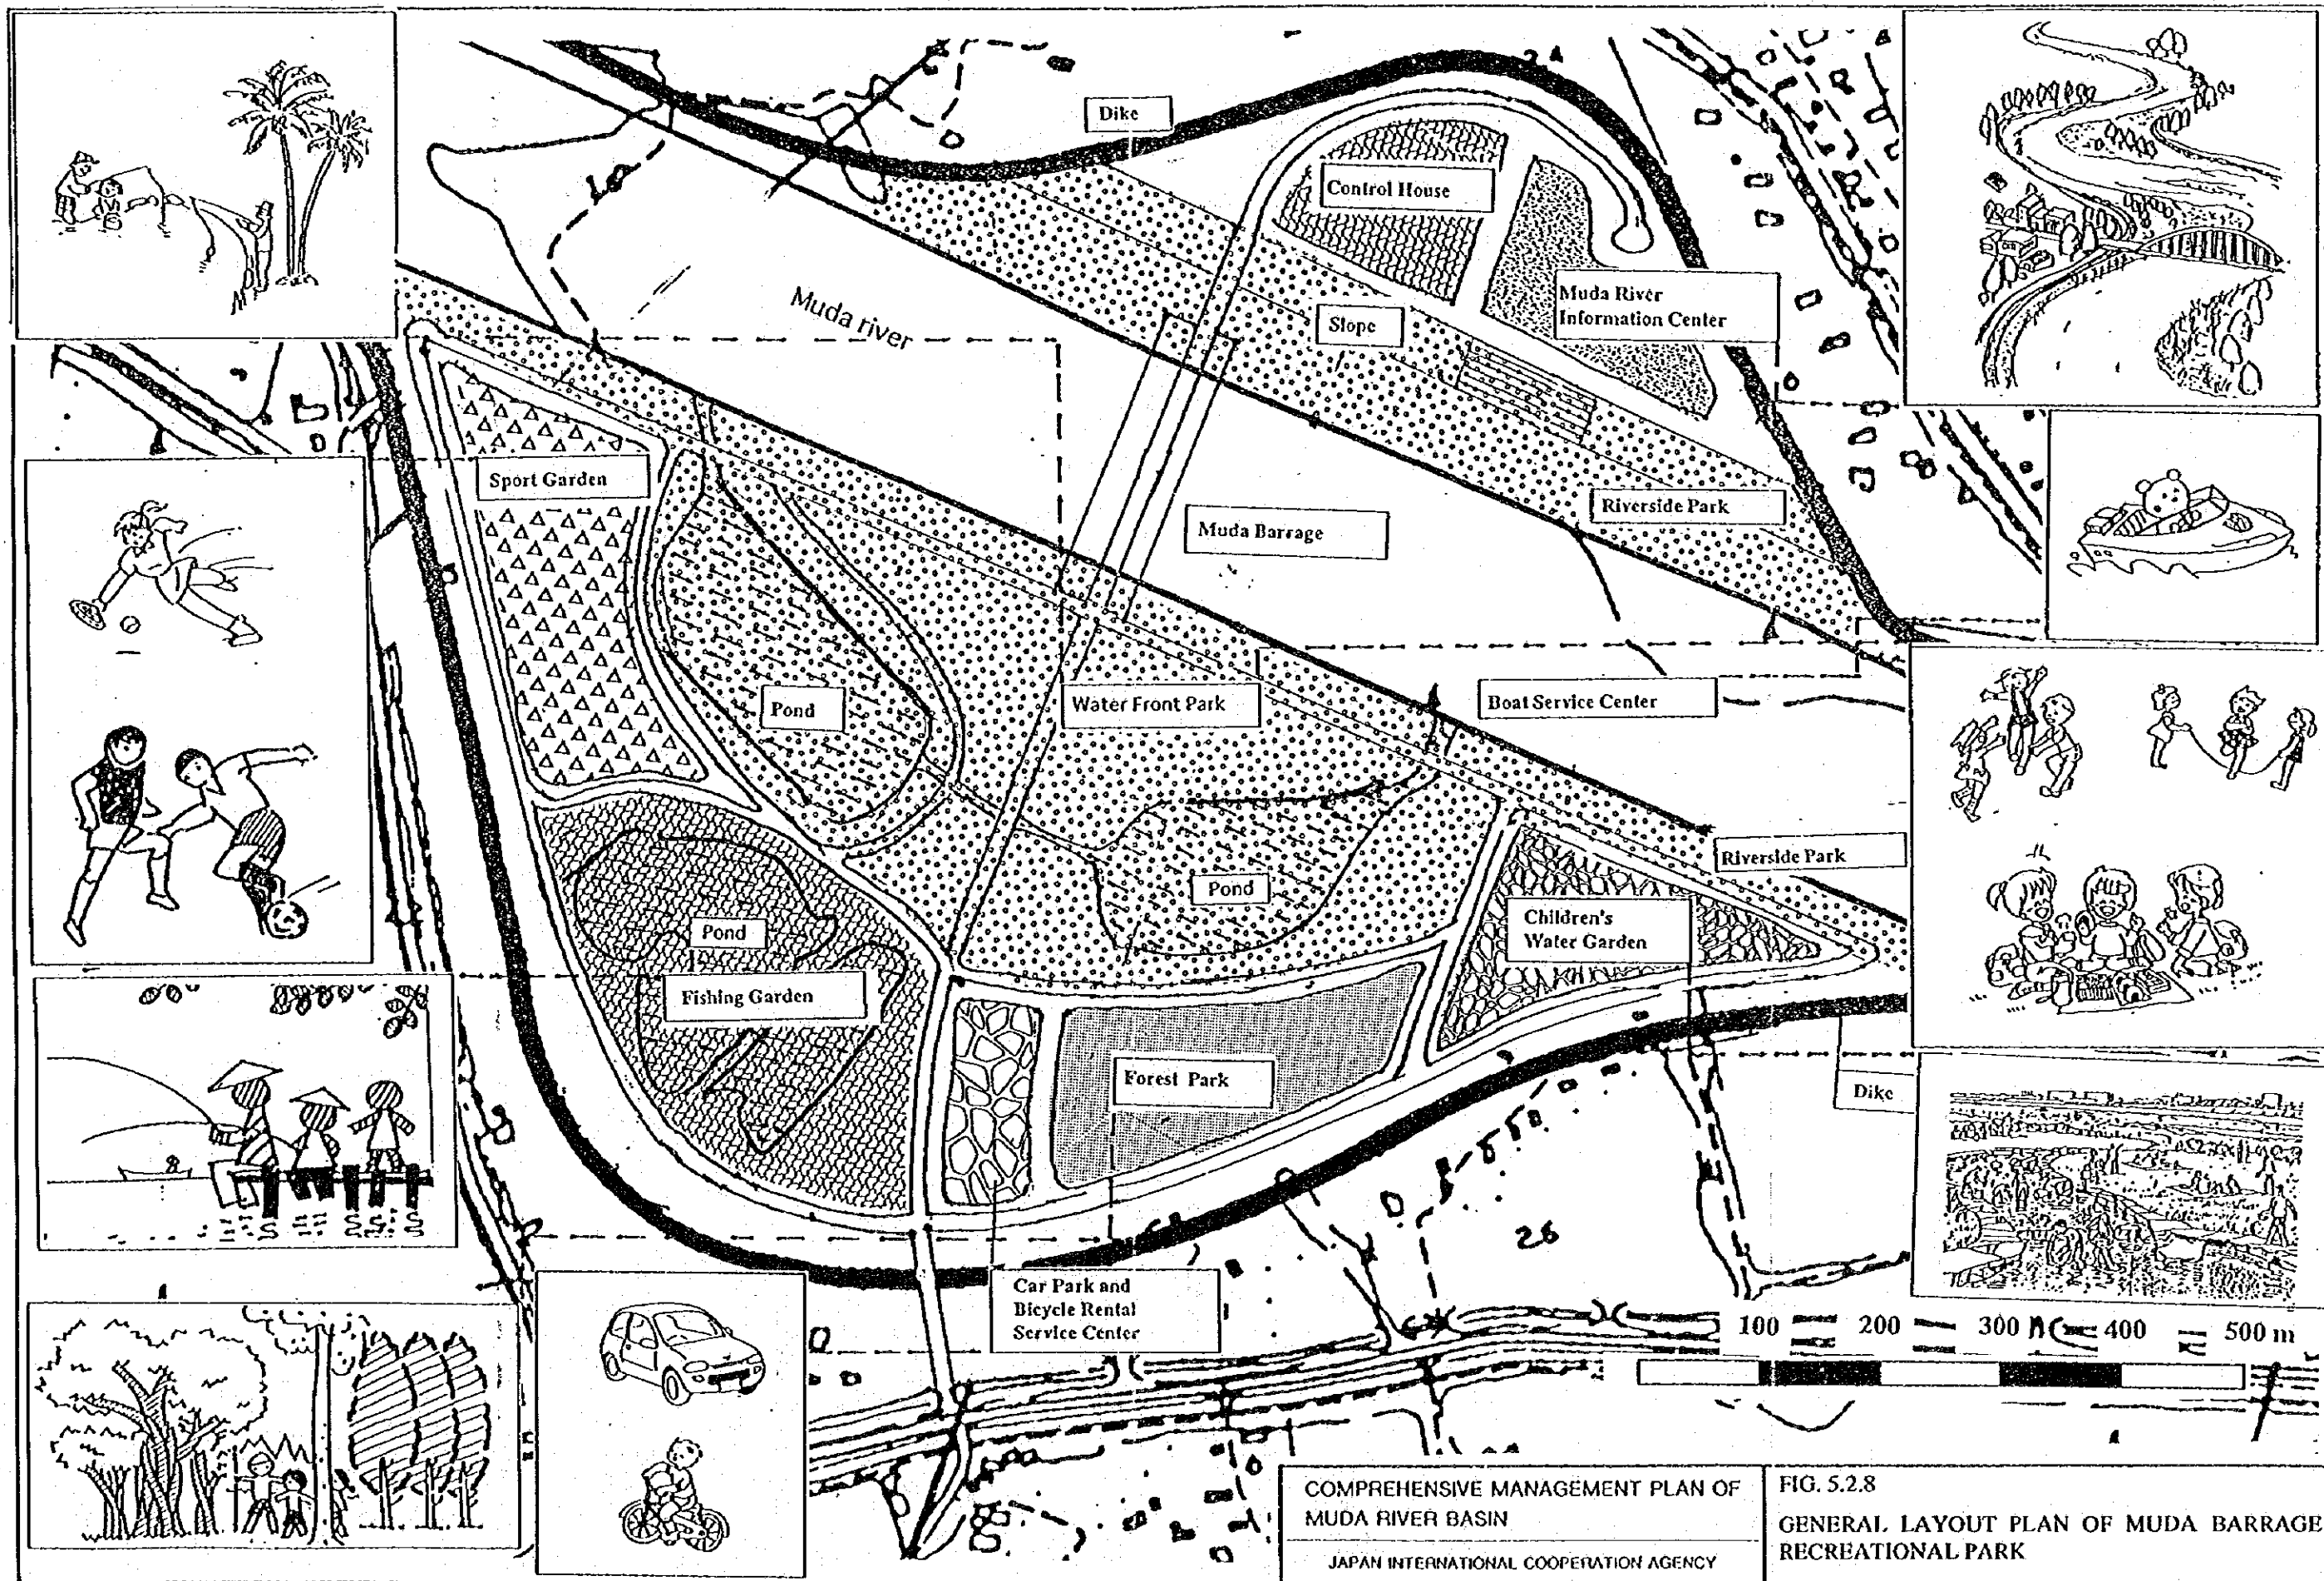 24
Dike
Control House
Muda River
Information Center
Slope
Muda river
Sport Garden
Riverside Park
Muda Barrage
Pond
Water Front Park
Boat Service Center
Riverside Park
Pond
Pond
Children's
Water Garden
Fishing Garden
Forest Park
Dike
26
Car Park and
Bicycle Rental
Service Center
100 200 300 400 500 m
COMPREHENSIVE MANAGEMENT PLAN OF
MUDA RIVER BASIN
JAPAN INTERNATIONAL COOPERATION AGENCY
FIG. 5.2.8
GENERAL LAYOUT PLAN OF MUDA BARRAGE
RECREATIONAL PARK